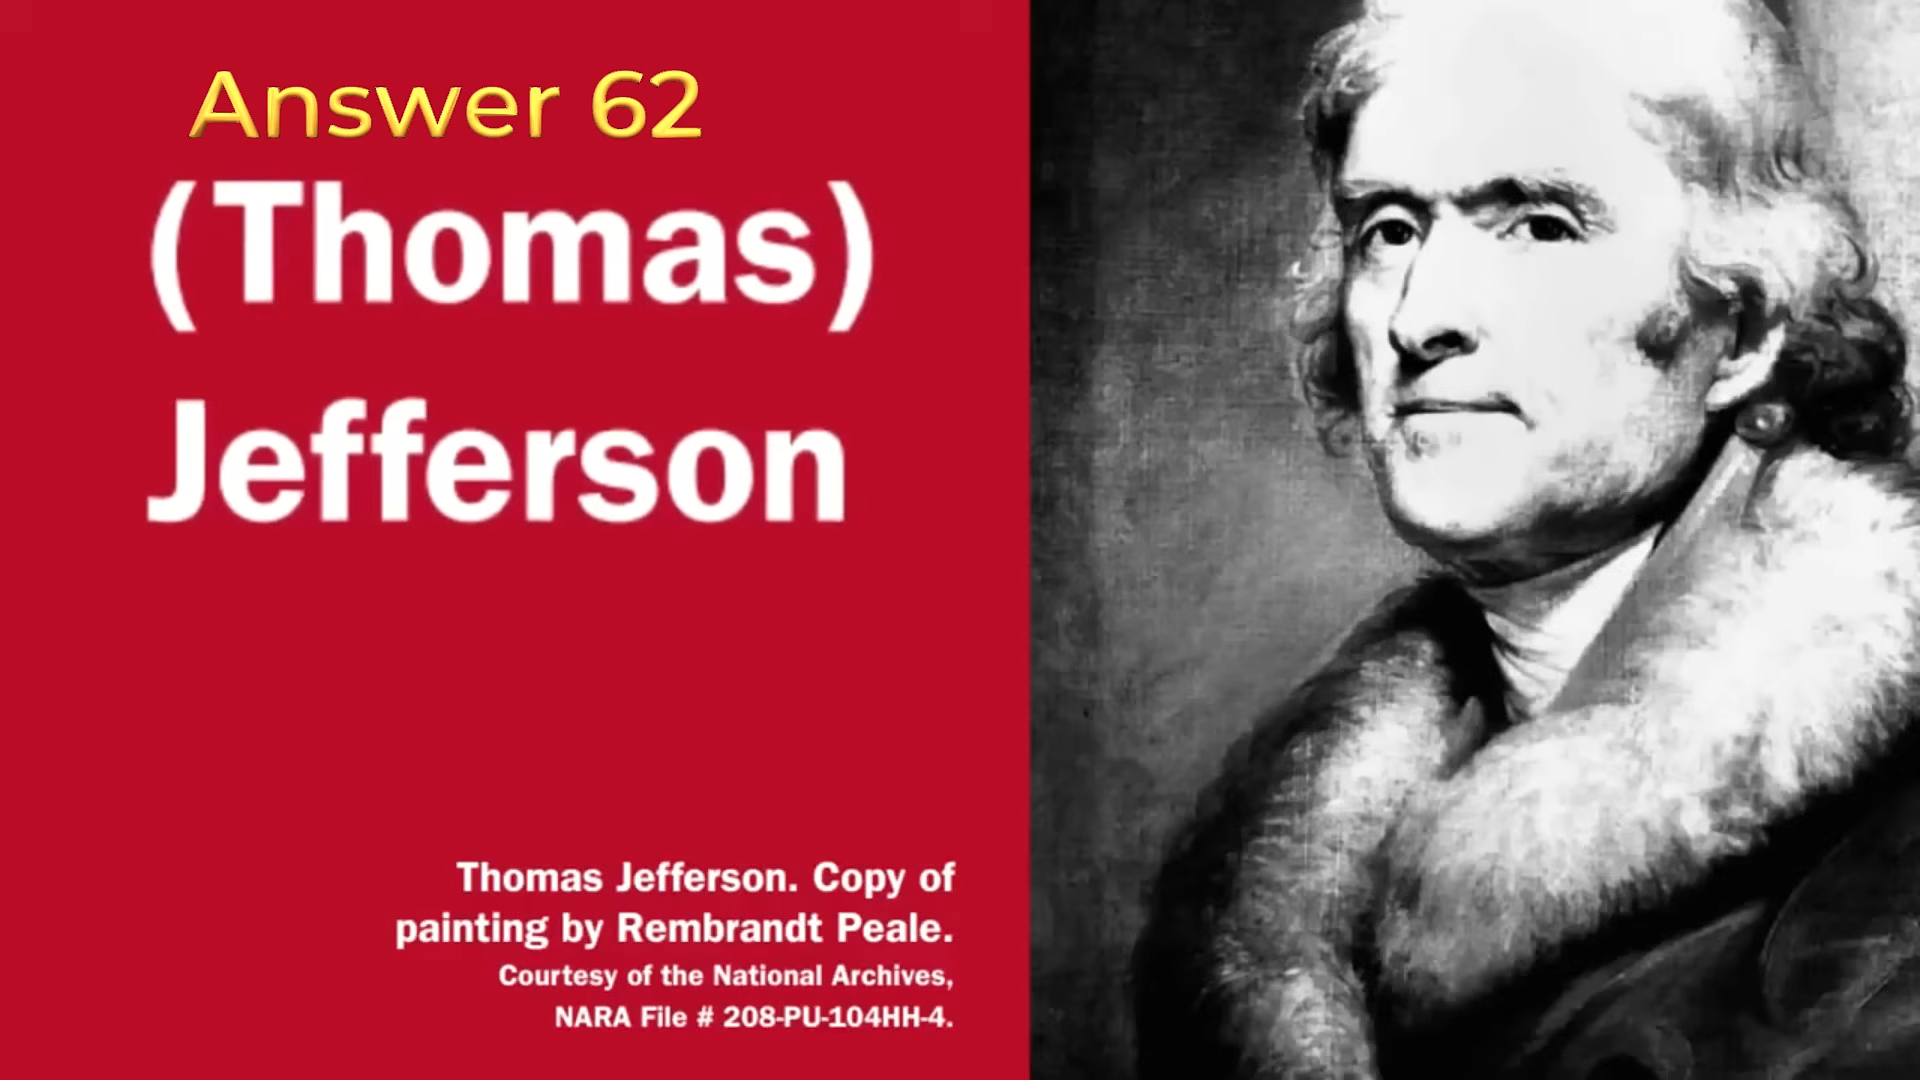 Answer 62
(Thomas)
Jefferson
Thomas Jefferson. Copy of
painting by Rembrandt Peale.
Courtesy of the National Archives,
NARA File # 208-PU-104HH-4.